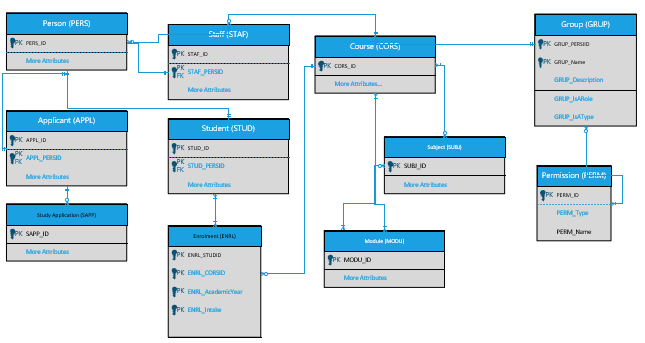 Person (PERS)
PK PERS_ID
More Attributes
Staff (STAF)
PK STAF_ID
PK
FK STAF_PERSID
More Attributes
Course (CORS)
PK CORS_ID
More Attributes...
Group (GRUP)
PK GRUP_PERSID
PK GRUP_Name
GRUP_Description
GRUP_IsARole
GRUP_IsAType
Applicant (APPL)
PK APPL_ID
PK
FK APPL_PERSID
More Attributes
Student (STUD)
PK STUD_ID
PK STUD_PERSID
FK
More Attributes
Subject (SUBJ)
PK SUBJ_ID
More Attributes
Permission (PERM)
PK PERM_ID
PERM_Type
PERM_Name
Study Application (SAPP)
PK SAPP_ID
More Attributes
Enrolment (ENRL)
PK ENRL_STUDID
PK ENRL_CORSID
PK ENRL_AcademicYear
PK ENRL_Intake
Module (MODU)
PK MODU_ID
More Attributes